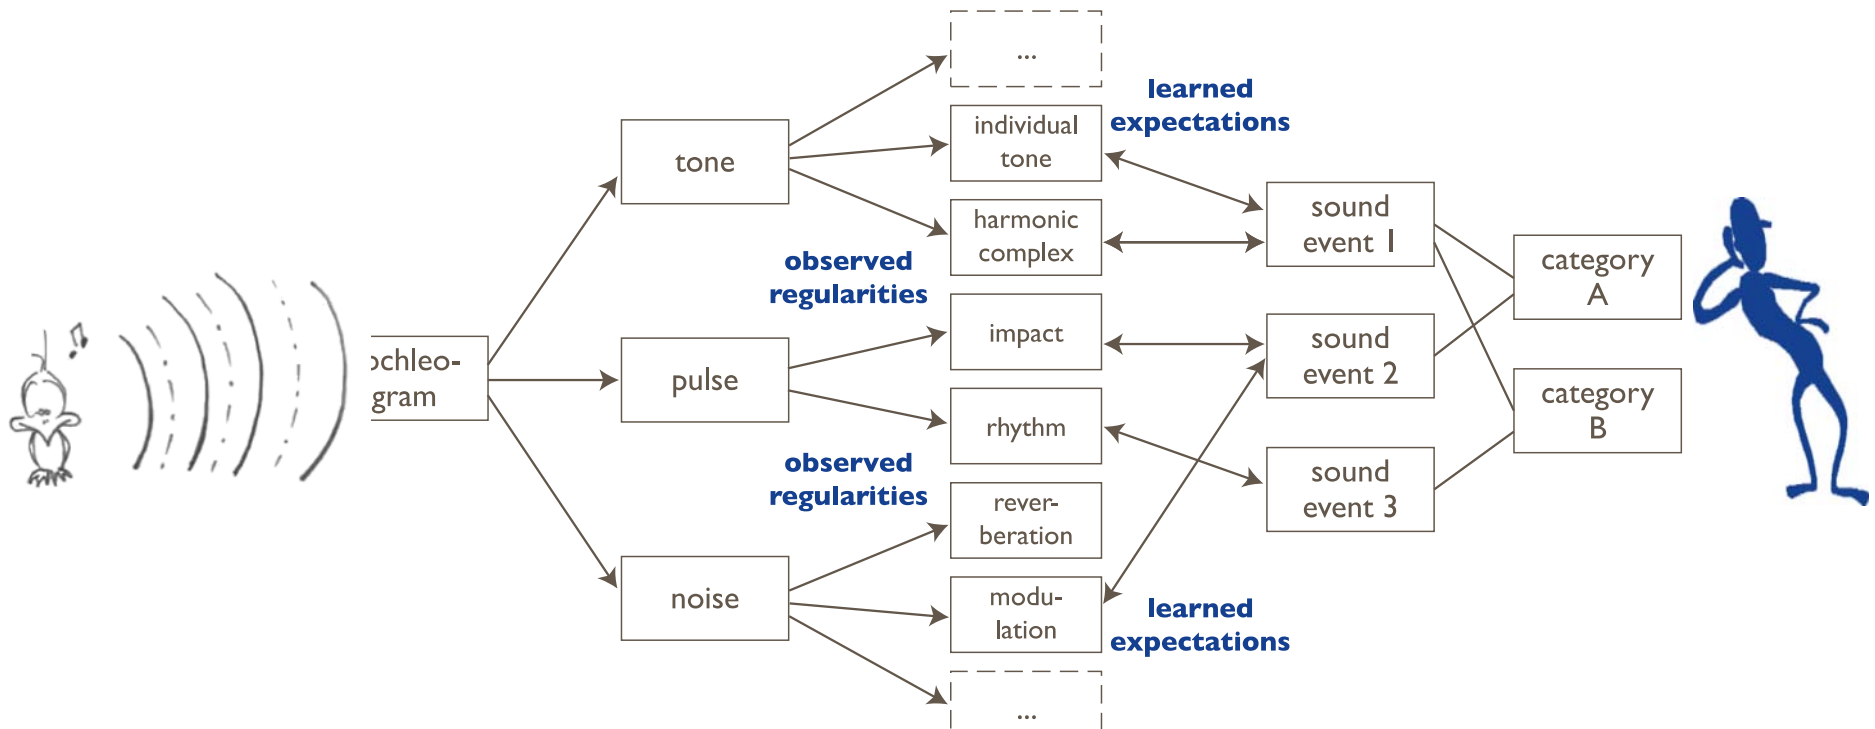 ...
learned
expectations
individual
tone
tone
harmonic
complex
sound
event 1
observed
regularities
category
A
impact
sound
event 2
ochleo-
gram
pulse
category
B
rhythm
observed
regularities
sound
event 3
rever-
beration
noise
modu-
lation
learned
expectations
...